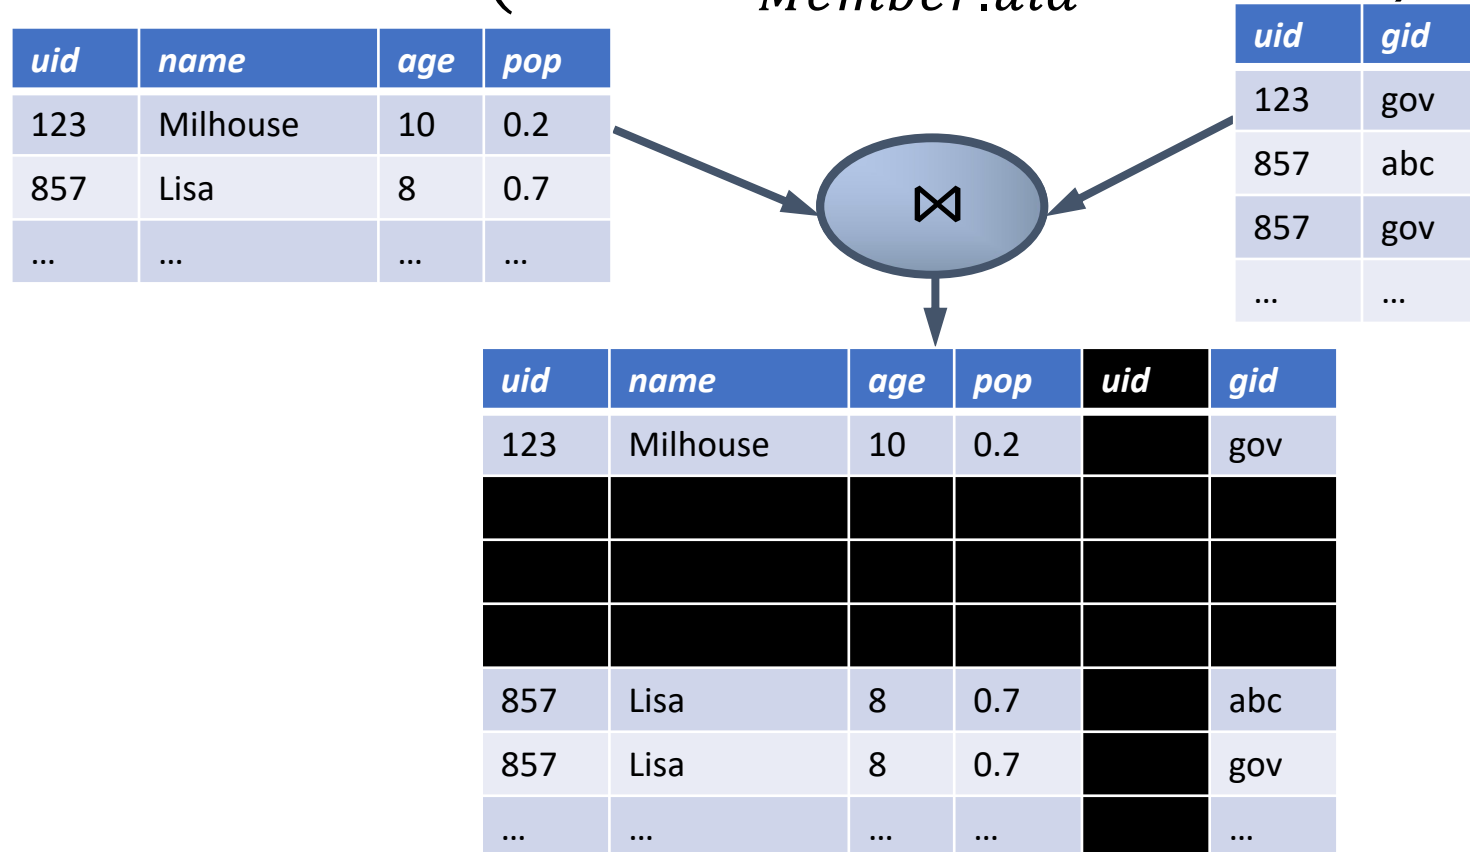 ( Member.uid )
uid name age pop
123 Milhouse 10 0.2
857 Lisa 8 0.7
... ... ... ...
uid gid
123 gov
857 abc
857 gov
... ...
⋈
uid name age pop uid gid
123 Milhouse 10 0.2 gov
857 Lisa 8 0.7 abc
857 Lisa 8 0.7 gov
... ... ... ... ...